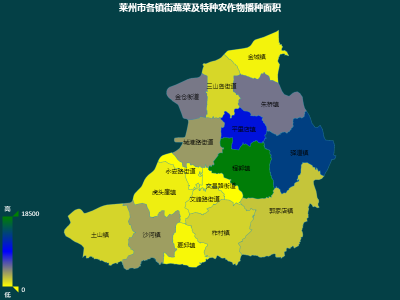 莱州市各镇街蔬菜及特种农作物播种面积
金城镇
三山岛街道
金仓街道
朱桥镇
平里店镇
驿道镇
城港路街道
程郭镇
永安路街道
文昌路街道
虎头崖镇
文峰路街道
郭家店镇
柞村镇
土山镇
沙河镇
夏邱镇
高
18500
0
低